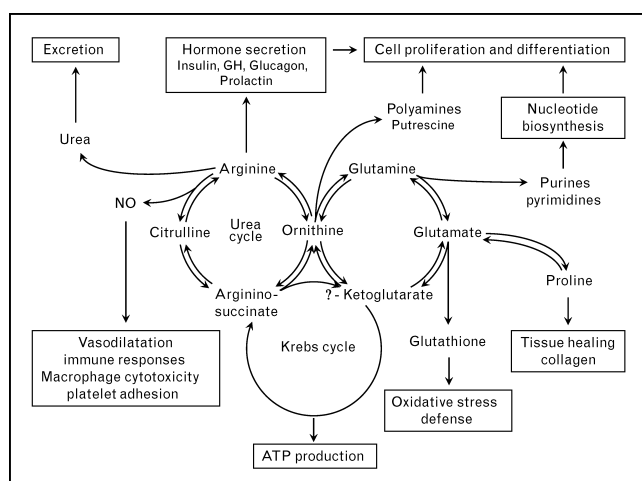 Excretion
Hormone secretion
Insulin, GH, Glucagon,
Prolactin
Cell proliferation and differentiation
Polyamines
Putrescine
Nucleotide
biosynthesis
Urea
Arginine
Glutamine
Purines
pyrimidines
NO
Citrulline
Urea
cycle
Ornithine
Glutamate
Proline
Arginino-
succinate
?- Ketoglutarate
Krebs cycle
Glutathione
Tissue healing
collagen
Vasodilatation
immune responses
Macrophage cytotoxicity
platelet adhesion
Oxidative stress
defense
ATP production